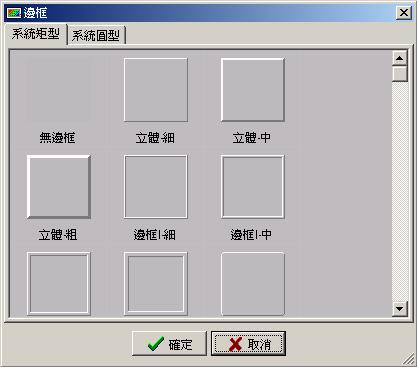 邊框
系統矩型 系統圓型
無邊框 立體-細 立體-中
立體-粗 邊框I-細 邊框I-中
確定 取消